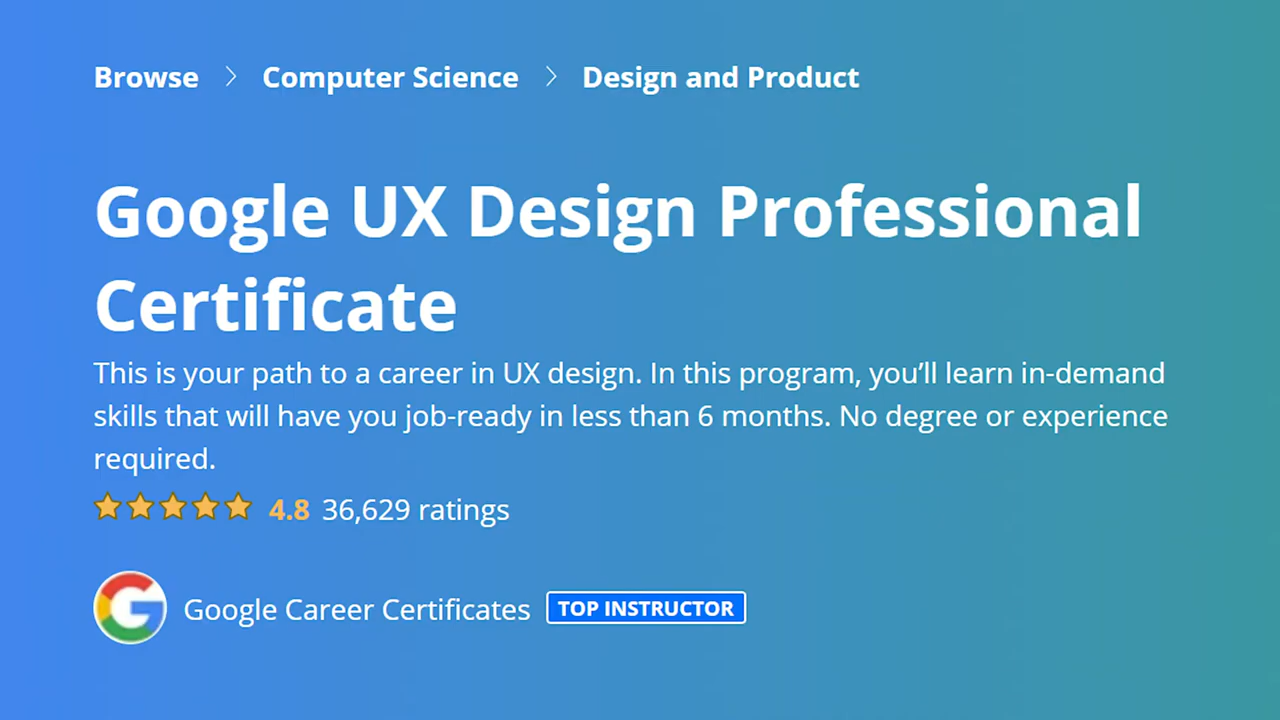 Browse > Computer Science > Design and Product
Google UX Design Professional
Certificate
This is your path to a career in UX design. In this program, you’ll learn in-demand
skills that will have you job-ready in less than 6 months. No degree or experience
required.
4.8 36,629 ratings
Google Career Certificates TOP INSTRUCTOR